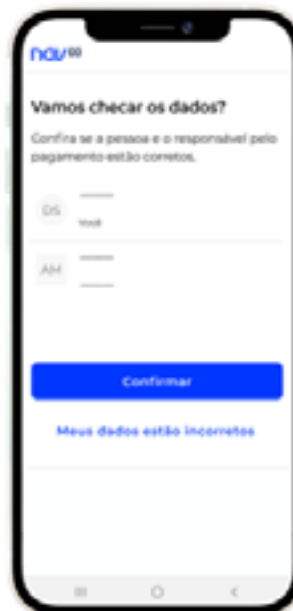 nav
Vamos checar os dados?
Confira se a pessoa e o responsável pelo
pagamento estão corretos.
DS
Você
AM
Confirmar
Meus dados estão incorretos